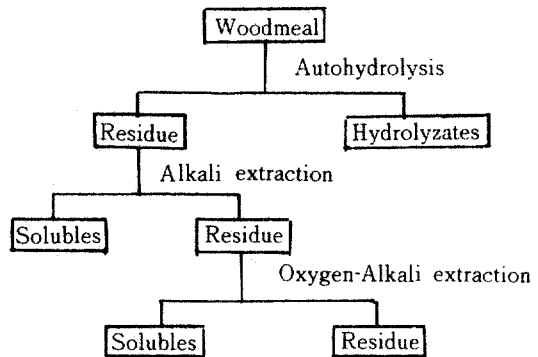 Woodmeal
Autohydrolysis
Residue
Hydrolyzates
Alkali extraction
Solubles
Residue
Oxygen-Alkali extraction
Solubles
Residue